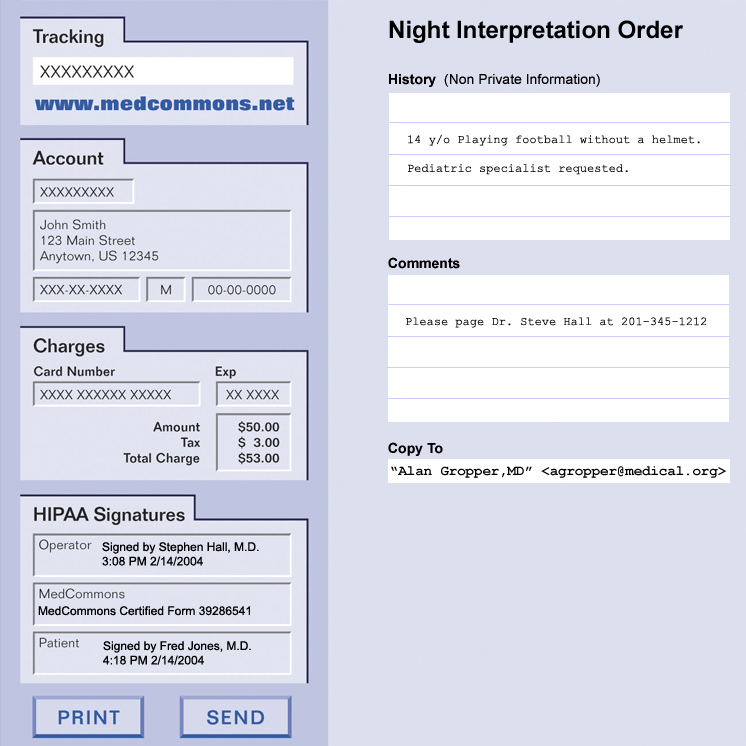 Tracking
XXXXXXXXX
www.medcommons.net
Account
XXXXXXXXX
John Smith
123 Main Street
Anytown, US 12345
XXX-XX-XXXX M 00-00-0000
Charges
Card Number Exp
XXXX XXXXXX XXXXX XX XXXX
Amount $50.00
Tax $ 3.00
Total Charge $53.00
HIPAA Signatures
Operator Signed by Stephen Hall, M.D.
3:08 PM 2/14/2004
MedCommons
MedCommons Certified Form 39286541
Patient Signed by Fred Jones, M.D.
4:18 PM 2/14/2004
PRINT SEND
Night Interpretation Order
History (Non Private Information)
14 y/o Playing football without a helmet.
Pediatric specialist requested.
Comments
Please page Dr. Steve Hall at 201-345-1212
Copy To
“Alan Gropper,MD” <agropper@medical.org>